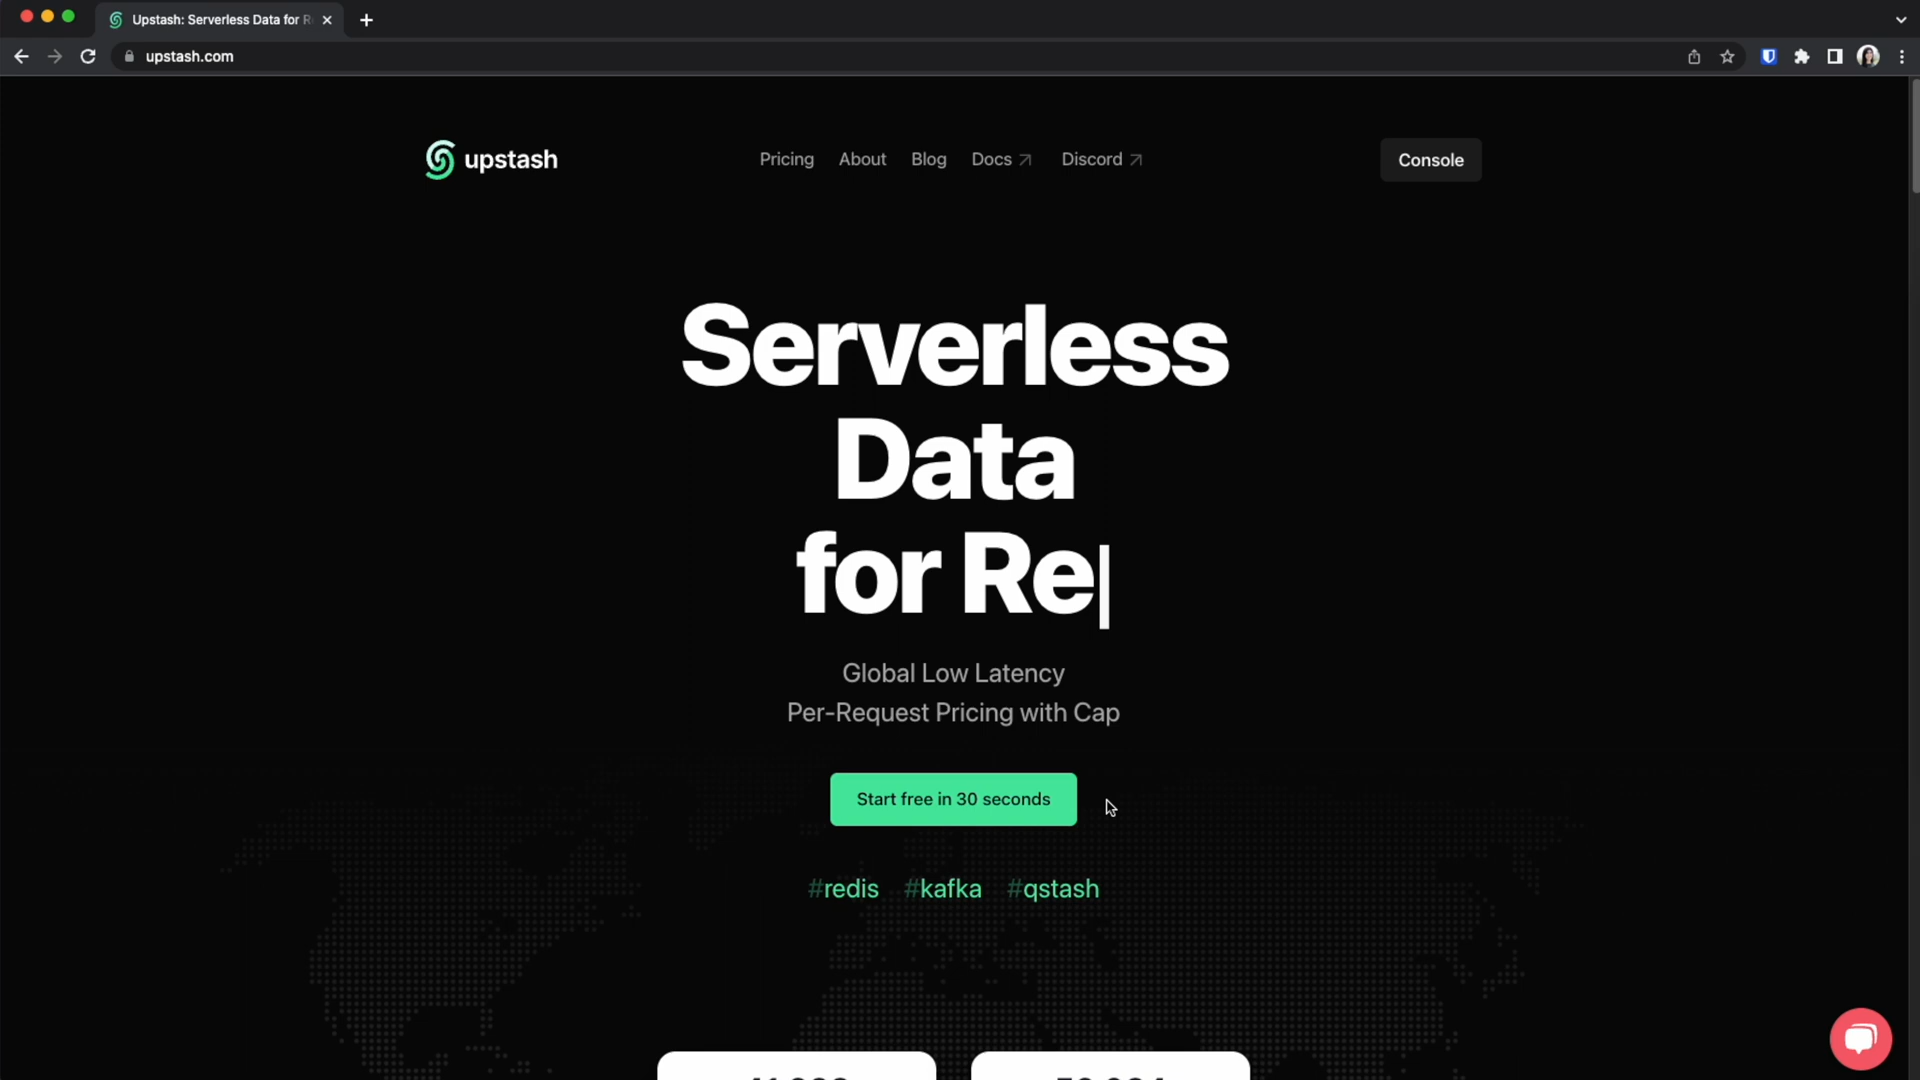 Upstash: Serverless Data for R
upstash.com
upstash
Pricing
About
Blog
Docs
Discord
Console
Serverless
Data
for Re
Global Low Latency
Per-Request Pricing with Cap
Start free in 30 seconds
#redis #kafka #qstash